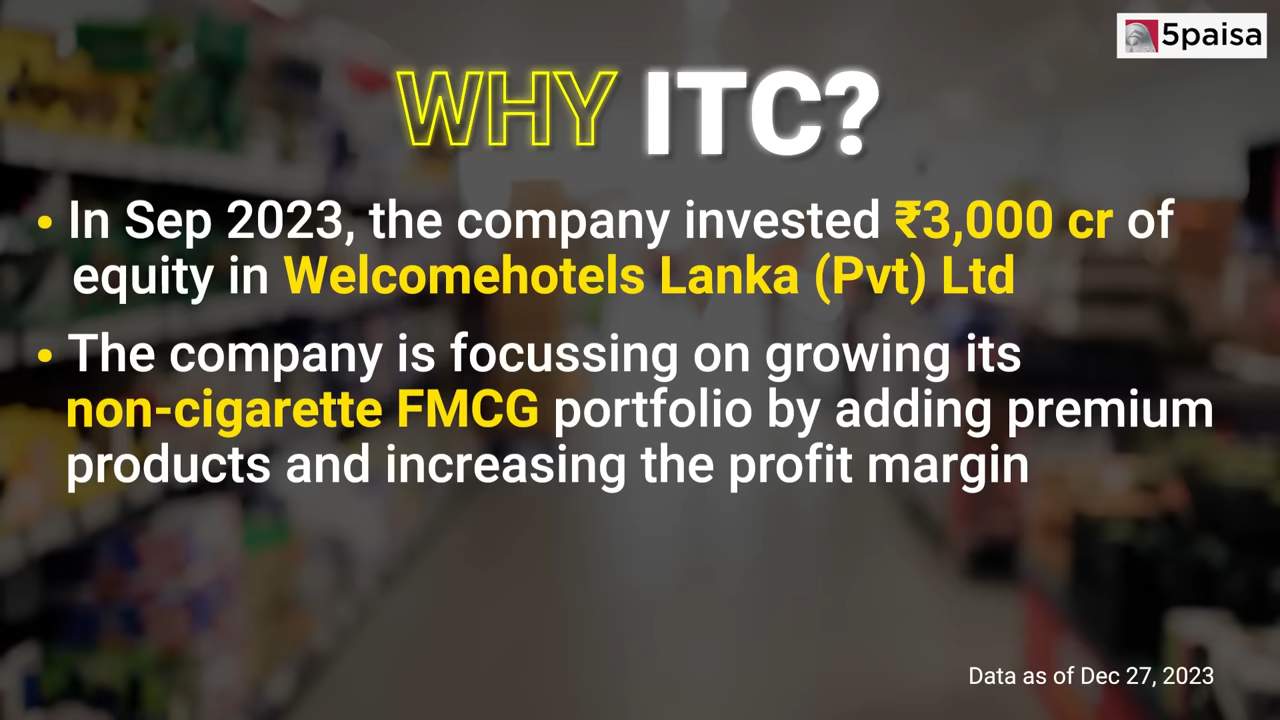 5paisa
WHY ITC?
• In Sep 2023, the company invested ₹3,000 cr of
equity in Welcomehotels Lanka (Pvt) Ltd
• The company is focussing on growing its
non-cigarette FMCG portfolio by adding premium
products and increasing the profit margin
Data as of Dec 27, 2023